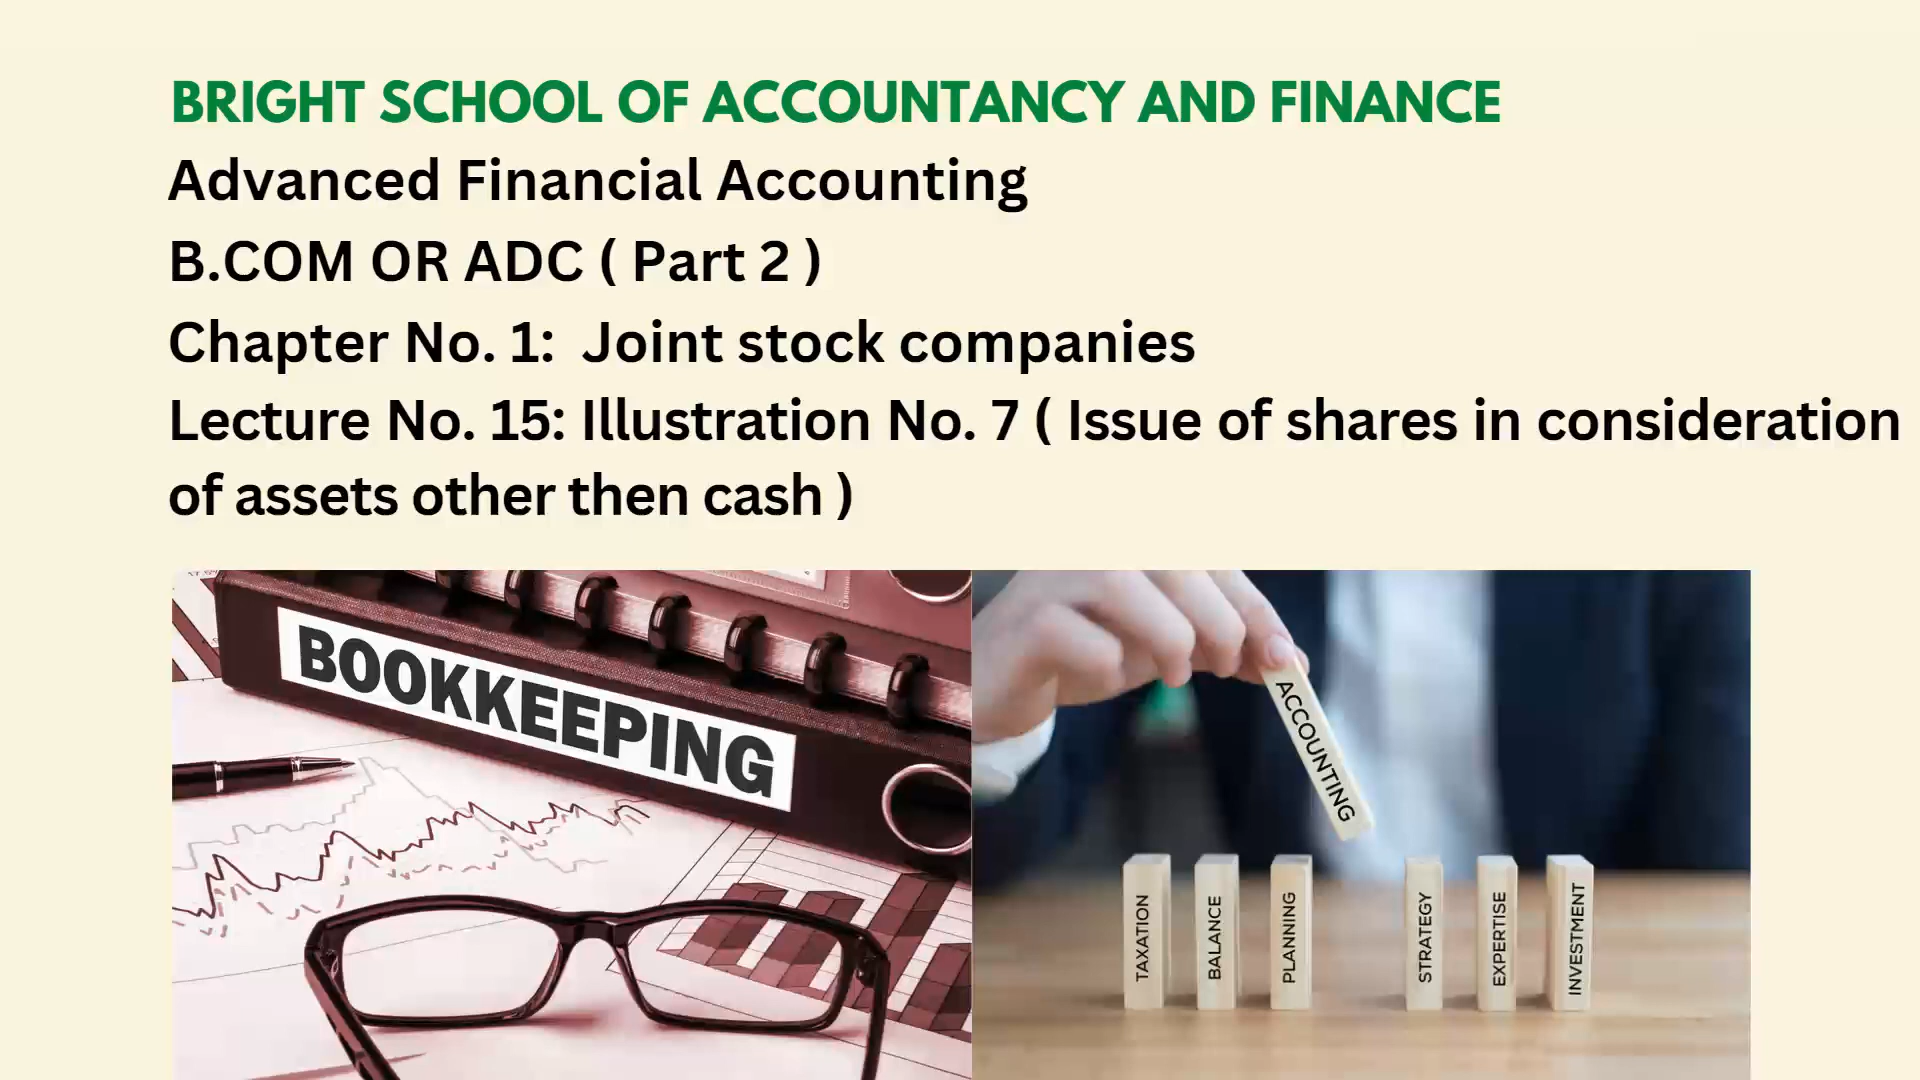 BRIGHT SCHOOL OF ACCOUNTANCY AND FINANCE
Advanced Financial Accounting
B.COM OR ADC ( Part 2 )
Chapter No. 1: Joint stock companies
Lecture No. 15: Illustration No. 7 ( Issue of shares in consideration
of assets other then cash )
BOOKKEEPING
ACCOUNTING
TAXATION
BALANCE
PLANNING
STRATEGY
EXPERTISE
INVESTMENT